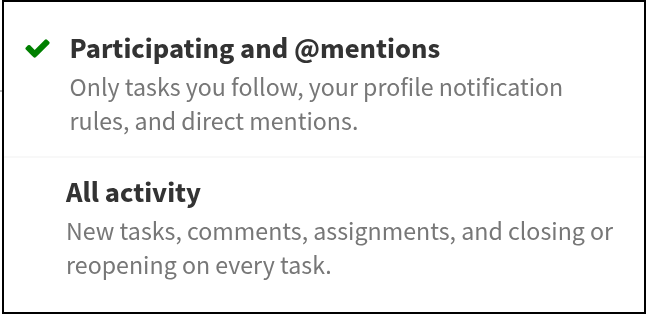 Participating and @mentions
Only tasks you follow, your profile notification
rules, and direct mentions.
All activity
New tasks, comments, assignments, and closing or
reopening on every task.